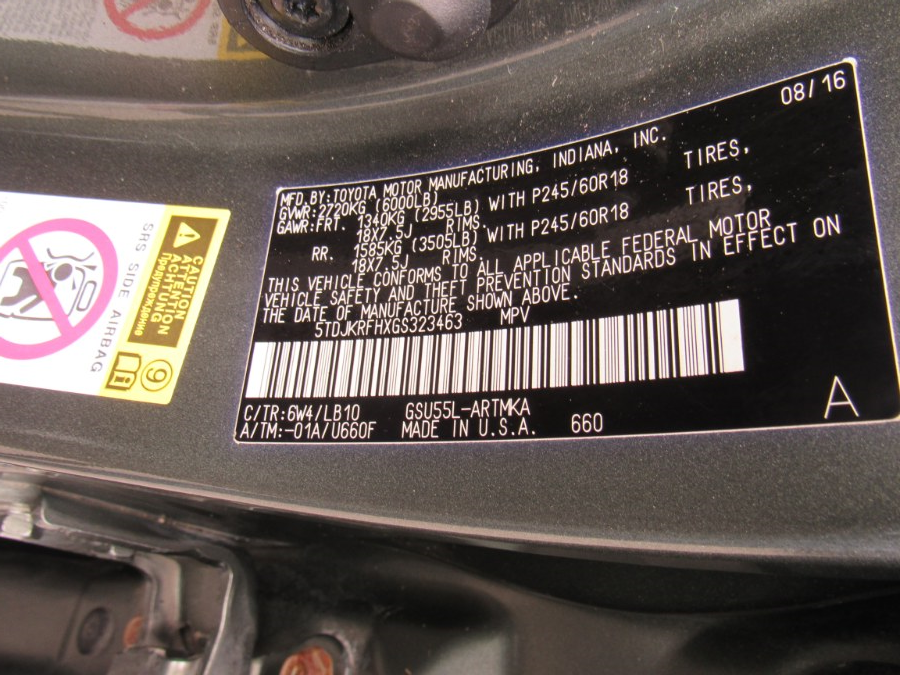 08/16
MFD.BY:TOYOTA MOTOR MANUFACTURING, INDIANA, INC.
GVWR:2720KG (6000LB)
GAWR:FRT. 1340KG (2955LB) WITH P245/60R18 TIRES,
18X7.5J RIMS
RR. 1585KG (3505LB) WITH P245/60R18 TIRES,
18X7.5J RIMS
THIS VEHICLE CONFORMS TO ALL APPLICABLE FEDERAL MOTOR
VEHICLE SAFETY AND THEFT PREVENTION STANDARDS IN EFFECT ON
THE DATE OF MANUFACTURE SHOWN ABOVE.
5TDJKRFHXGS323463 MPV
C/TR:6W4/LB10 GSU55L-ARTMKA
A/TM:-01A/U660F MADE IN U.S.A. 660
A
SRS SIDE AIRBAG
CAUTION
ATTENTION
ACHTUNG
Предупреждение
9